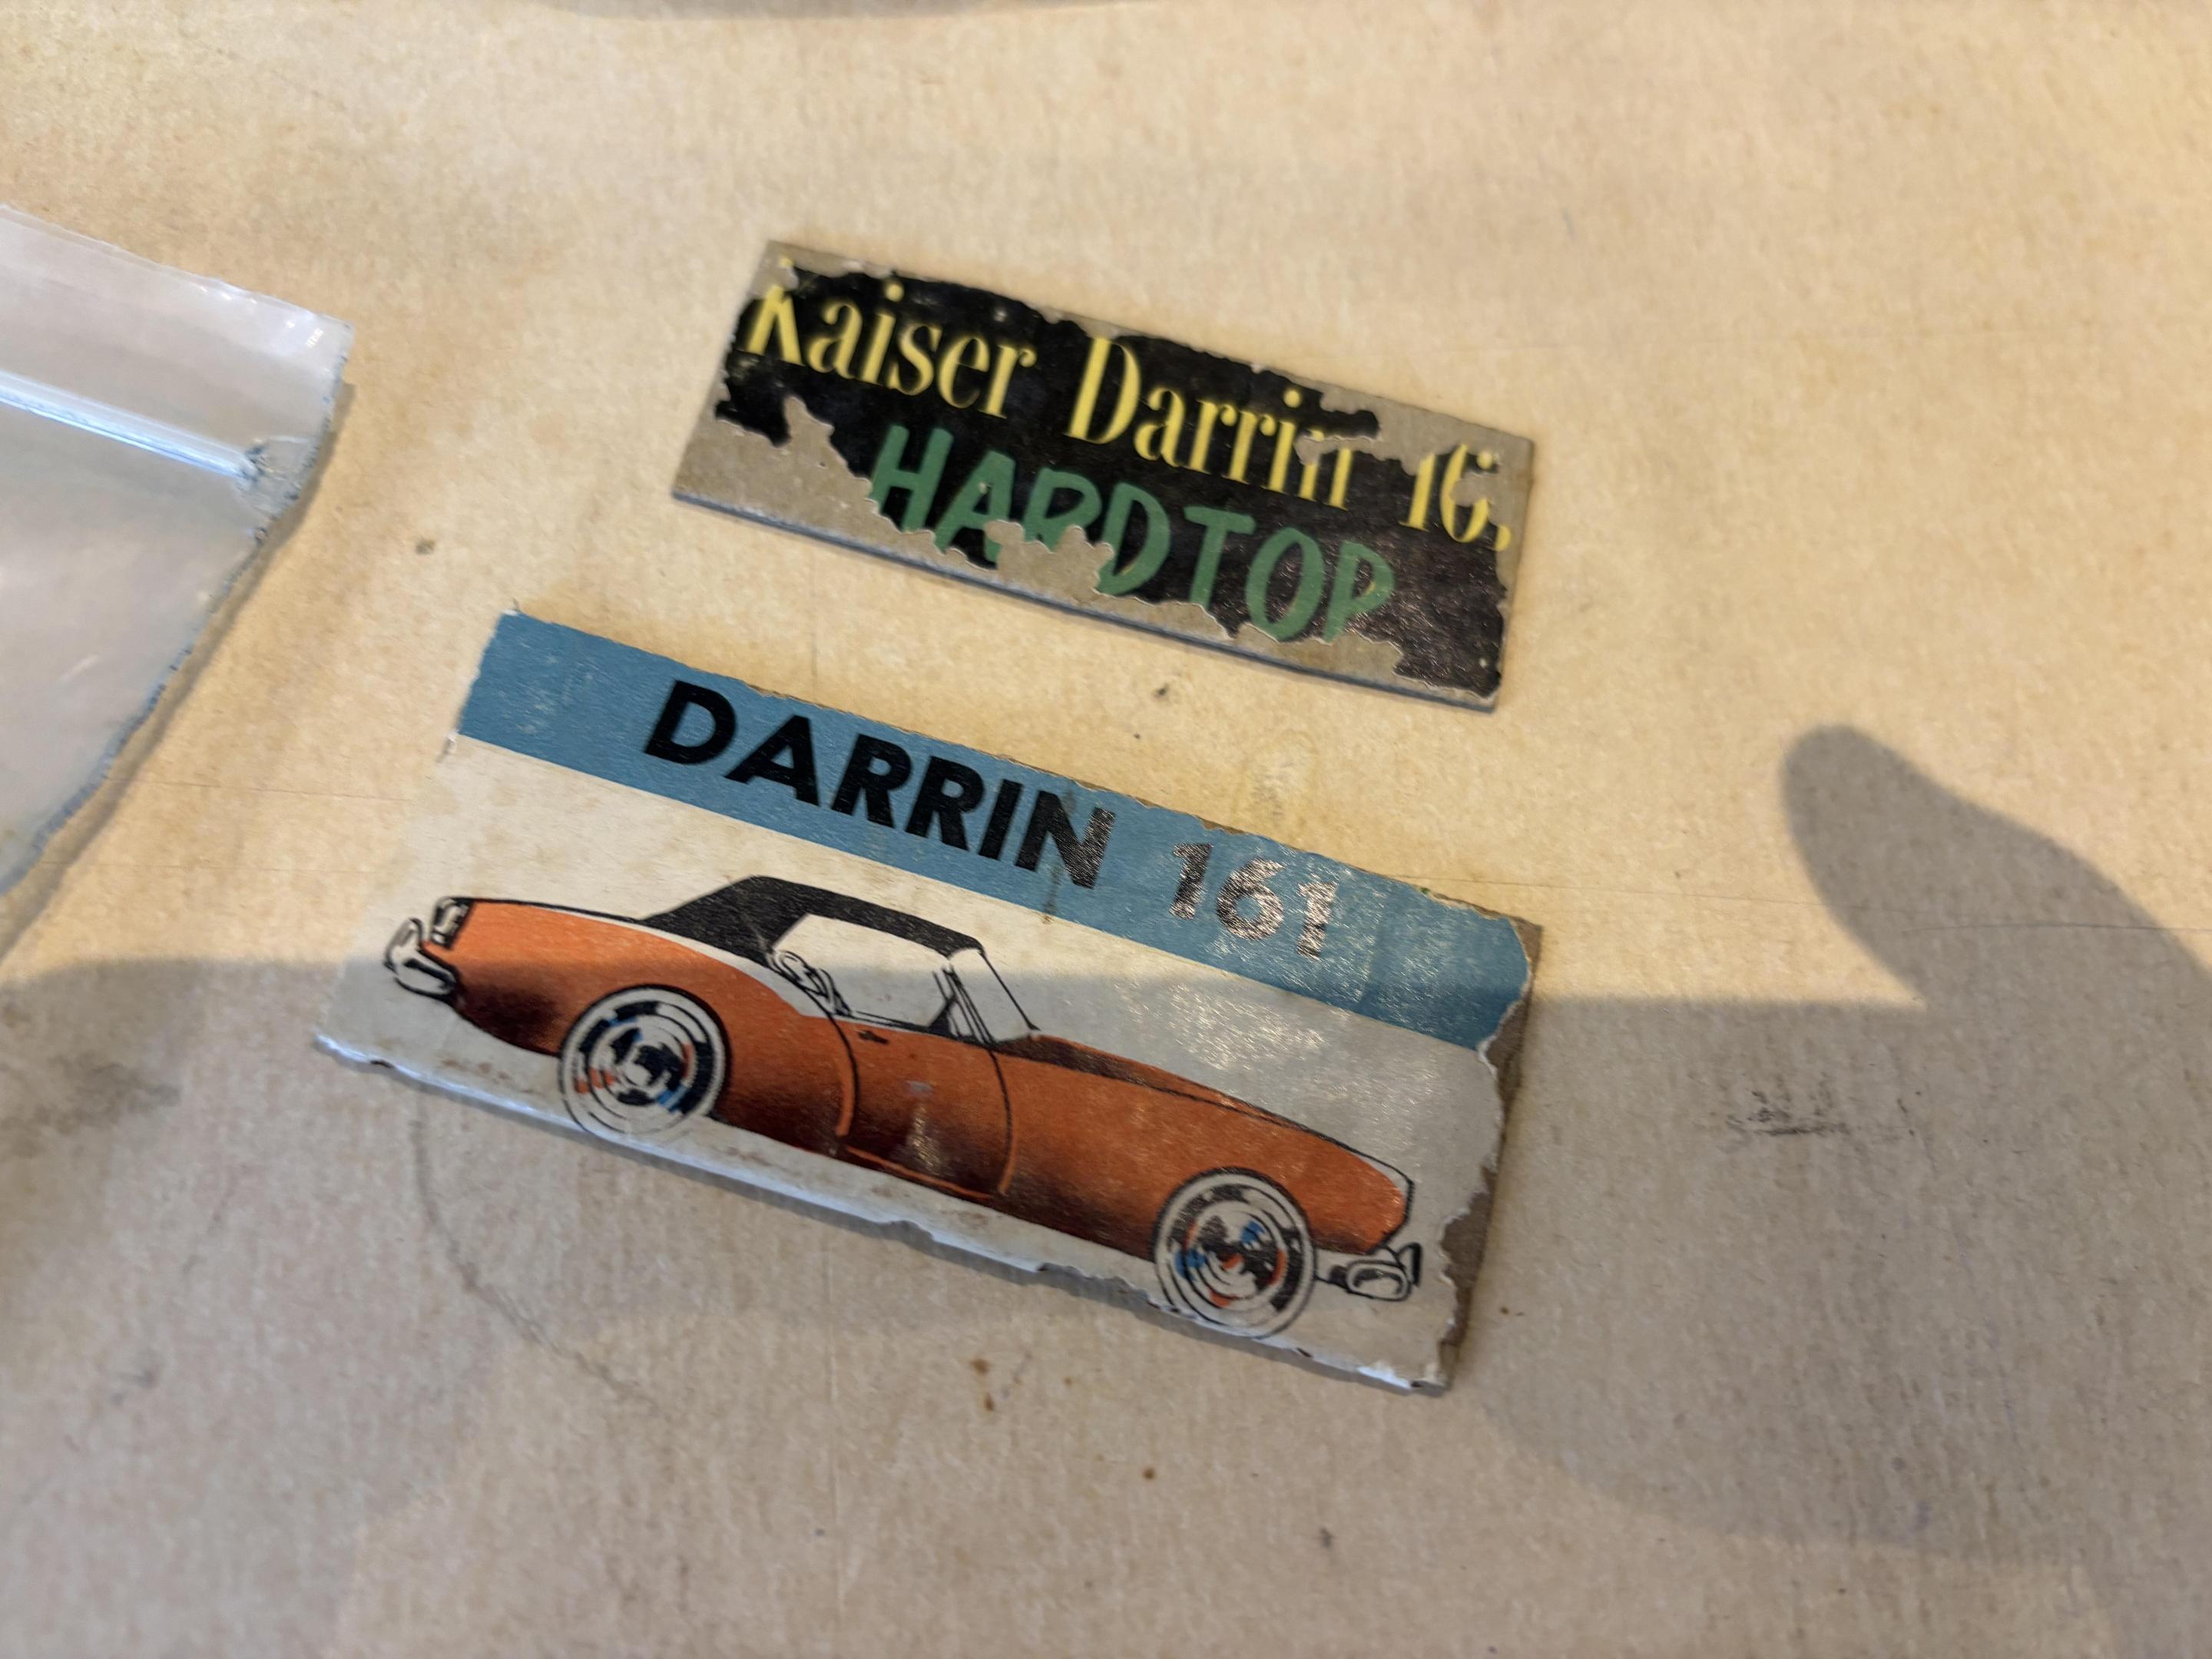 Kaiser Darrin 16
HARDTOP
DARRIN 161